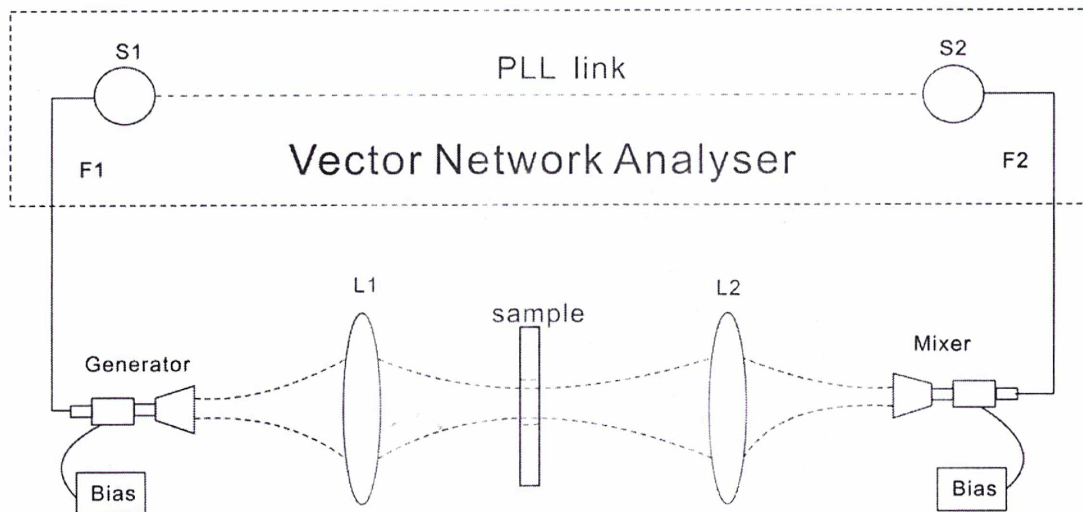 S1
S2
PLL link
F1
Vector Network Analyser
F2
L1
L2
sample
Generator
Mixer
Bias
Bias